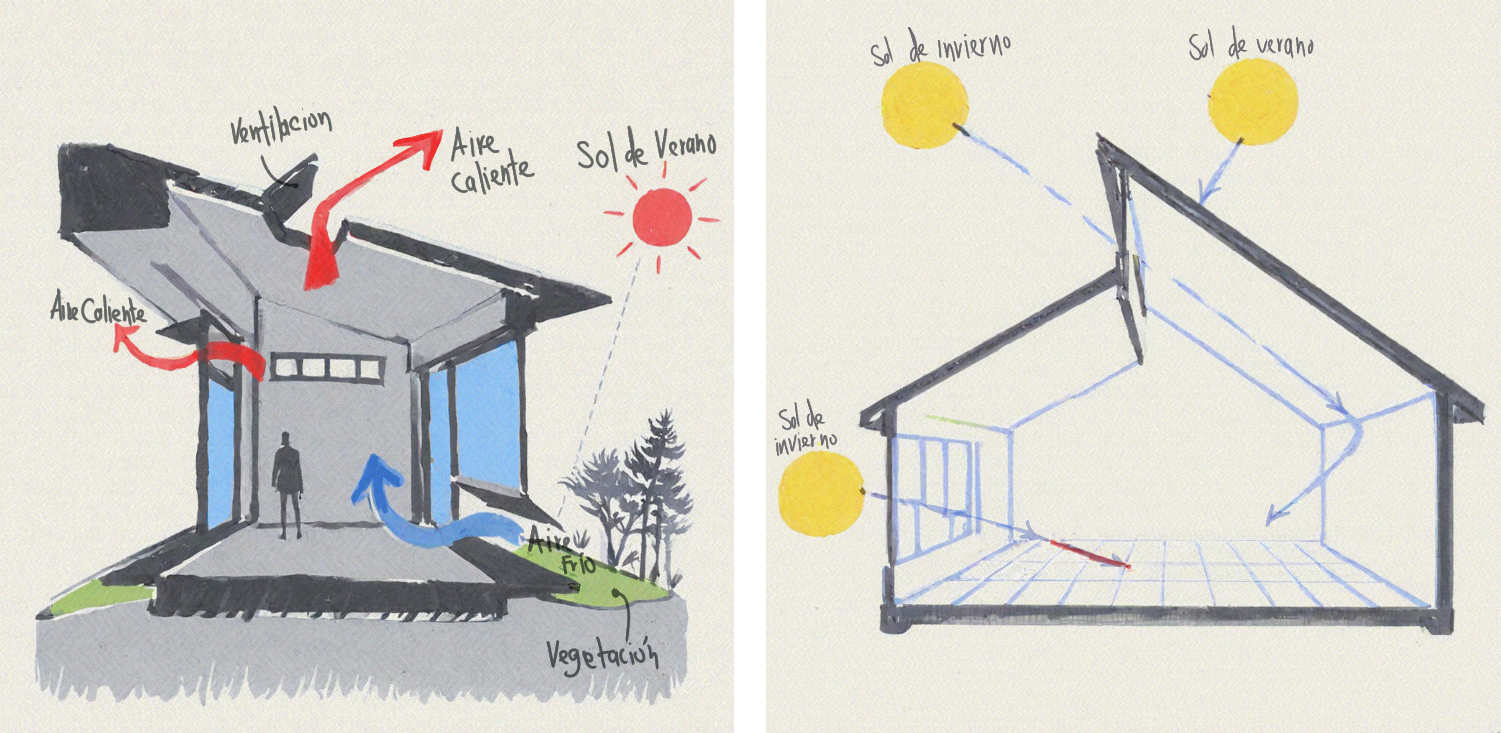 Ventilacion
Aire
caliente
Sol de Verano
Aire Caliente
Aire
Frío
Vegetación
Sol de invierno
Sol de verano
Sol de
invierno